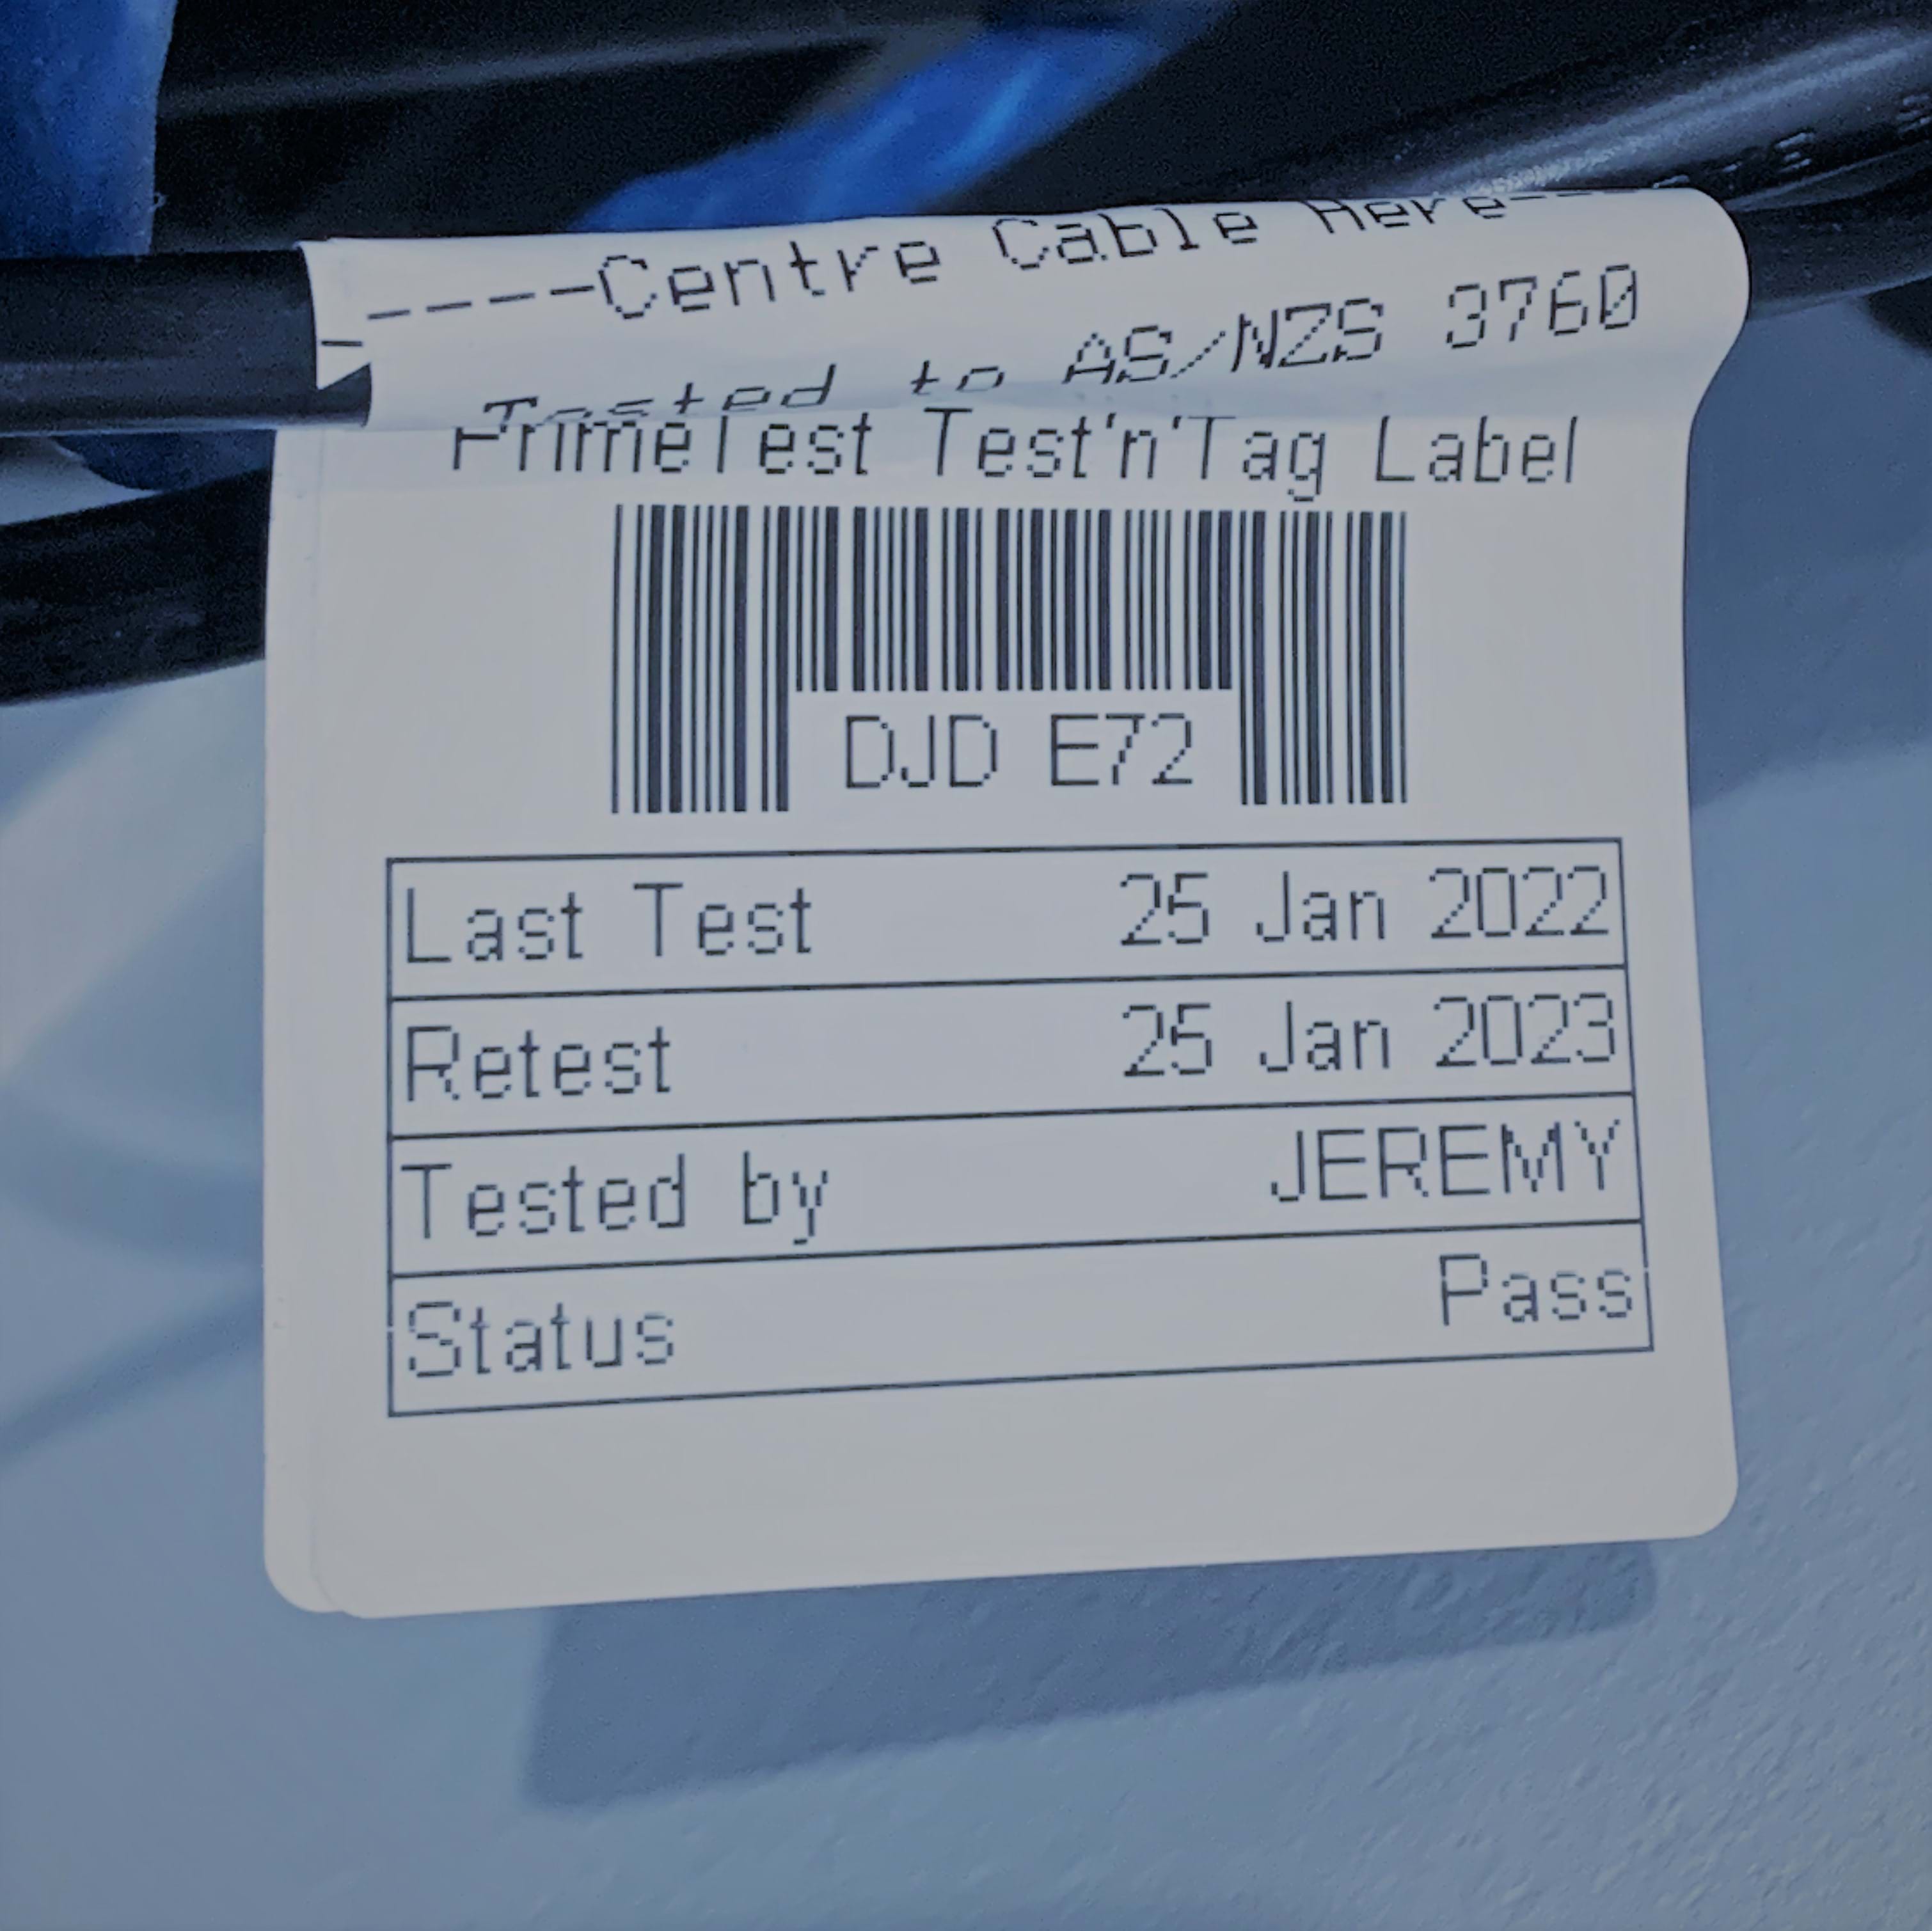 ----Centre Cable Here--
Tested to AS/NZS 3760
PrimeTest Test'n'Tag Label
DJD E72
Last Test 25 Jan 2022
Retest 25 Jan 2023
Tested by JEREMY
Status Pass